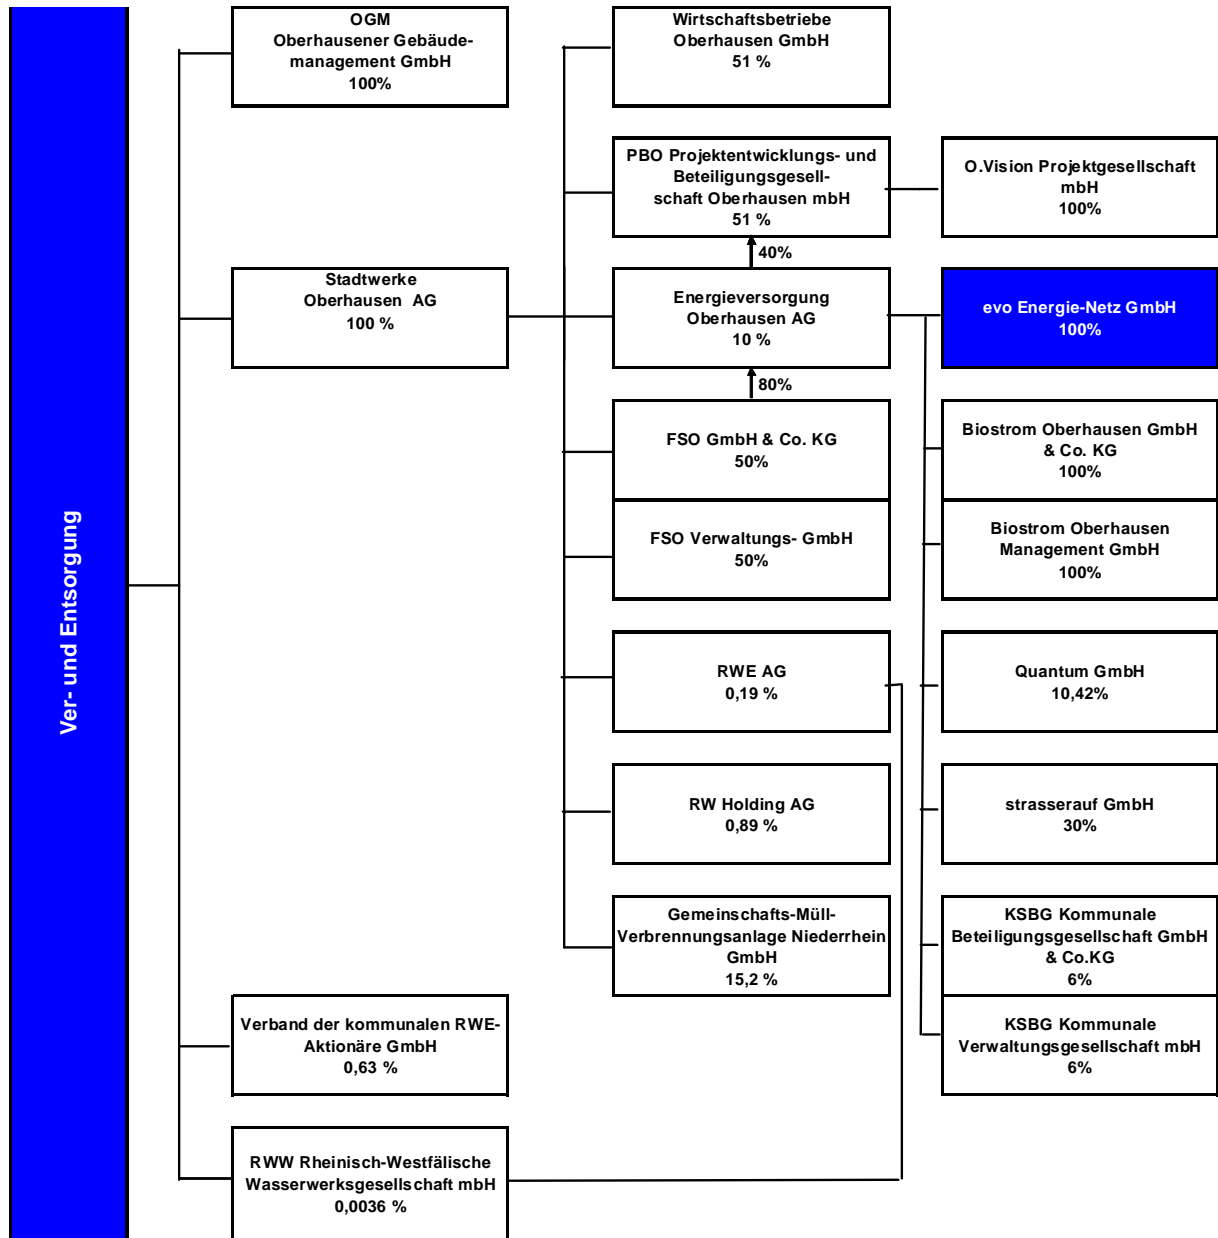 Ver- und Entsorgung
OGM
Oberhausener Gebäude-
management GmbH
100%
Stadtwerke
Oberhausen AG
100 %
Verband der kommunalen RWE-
Aktionäre GmbH
0,63 %
RWW Rheinisch-Westfälische
Wasserwerksgesellschaft mbH
0,0036 %
Wirtschaftsbetriebe
Oberhausen GmbH
51 %
PBO Projektentwicklungs- und
Beteiligungsgesell-
schaft Oberhausen mbH
51 %
40%
Energieversorgung
Oberhausen AG
10 %
80%
FSO GmbH & Co. KG
50%
FSO Verwaltungs- GmbH
50%
RWE AG
0,19 %
RW Holding AG
0,89 %
Gemeinschafts-Müll-
Verbrennungsanlage Niederrhein
GmbH
15,2 %
O.Vision Projektgesellschaft
mbH
100%
evo Energie-Netz GmbH
100%
Biostrom Oberhausen GmbH
& Co. KG
100%
Biostrom Oberhausen
Management GmbH
100%
Quantum GmbH
10,42%
strasserauf GmbH
30%
KSBG Kommunale
Beteiligungsgesellschaft GmbH
& Co.KG
6%
KSBG Kommunale
Verwaltungsgesellschaft mbH
6%